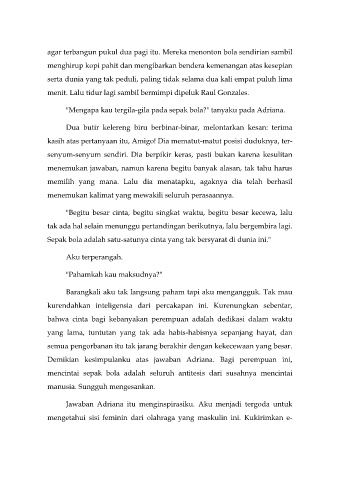 agar terbangun pukul dua pagi itu. Mereka menonton bola sendirian sambil
menghirup kopi pahit dan mengibarkan bendera kemenangan atas kesepian
serta dunia yang tak peduli, paling tidak selama dua kali empat puluh lima
menit. Lalu tidur lagi sambil bermimpi dipeluk Raul Gonzales.
"Mengapa kau tergila-gila pada sepak bola?" tanyaku pada Adriana.
Dua butir kelereng biru berbinar-binar, melontarkan kesan: terima
kasih atas pertanyaan itu, Amigo! Dia mematut-matut posisi duduknya, ter-
senyum-senyum sendiri. Dia berpikir keras, pasti bukan karena kesulitan
menemukan jawaban, namun karena begitu banyak alasan, tak tahu harus
memilih yang mana. Lalu dia menatapku, agaknya dia telah berhasil
menemukan kalimat yang mewakili seluruh perasaannya.
"Begitu besar cinta, begitu singkat waktu, begitu besar kecewa, lalu
tak ada hal selain menunggu pertandingan berikutnya, lalu bergembira lagi.
Sepak bola adalah satu-satunya cinta yang tak bersyarat di dunia ini."
Aku terperangah.
"Pahamkah kau maksudnya?"
Barangkali aku tak langsung paham tapi aku mengangguk. Tak mau
kurendahkan inteligensia dari percakapan ini. Kurenungkan sebentar,
bahwa cinta bagi kebanyakan perempuan adalah dedikasi dalam waktu
yang lama, tuntutan yang tak ada habis-habisnya sepanjang hayat, dan
semua pengorbanan itu tak jarang berakhir dengan kekecewaan yang besar.
Demikian kesimpulanku atas jawaban Adriana. Bagi perempuan ini,
mencintai sepak bola adalah seluruh antitesis dari susahnya mencintai
manusia. Sungguh mengesankan.
Jawaban Adriana itu menginspirasiku. Aku menjadi tergoda untuk
mengetahui sisi feminin dari olahraga yang maskulin ini. Kukirimkan e-